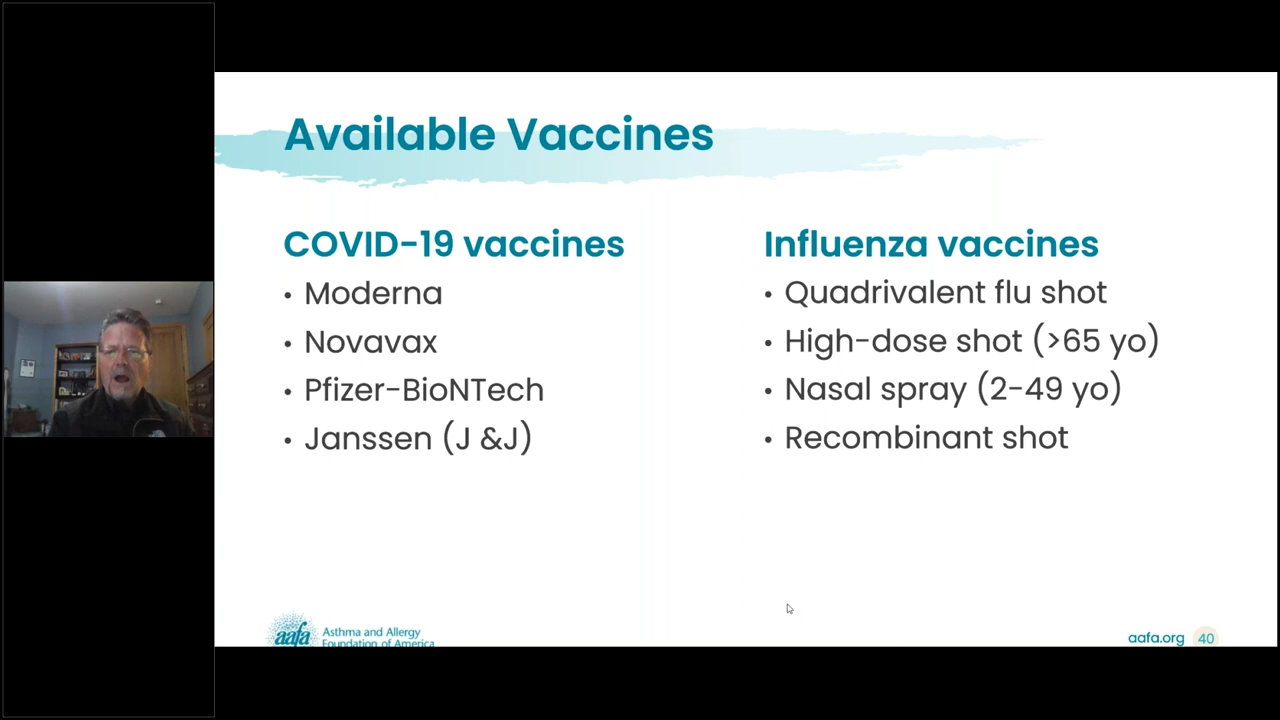 Available Vaccines
COVID-19 vaccines
• Moderna
• Novavax
• Pfizer-BioNTech
• Janssen (J &J)
Influenza vaccines
• Quadrivalent flu shot
• High-dose shot (>65 yo)
• Nasal spray (2-49 yo)
• Recombinant shot
aafa
Asthma and Allergy
Foundation of America
aafa.org 40